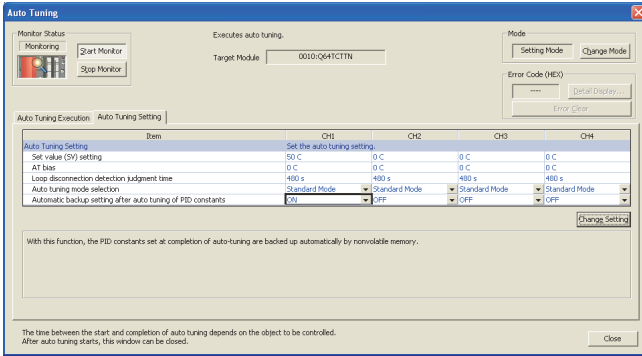 Auto Tuning
Monitor Status
Monitoring
Start Monitor
Stop Monitor
Executes auto tuning.
Target Module 0010:Q64TCTTN
Mode
Setting Mode Change Mode
Error Code (HEX)
---- Detail Display...
Error Clear
Auto Tuning Execution Auto Tuning Setting
Item CH1 CH2 CH3 CH4
Auto Tuning Setting Set the auto tuning setting.
Set value (SV) setting 50 C 0 C 0 C 0 C
AT bias 0 C 0 C 0 C 0 C
Loop disconnection detection judgment time 480 s 480 s 480 s 480 s
Auto tuning mode selection Standard Mode Standard Mode Standard Mode Standard Mode
Automatic backup setting after auto tuning of PID constants ON OFF OFF OFF
Change Setting
With this function, the PID constants set at completion of auto-tuning are backed up automatically by nonvolatile memory.
The time between the start and completion of auto tuning depends on the object to be controlled.
After auto tuning starts, this window can be closed.
Close